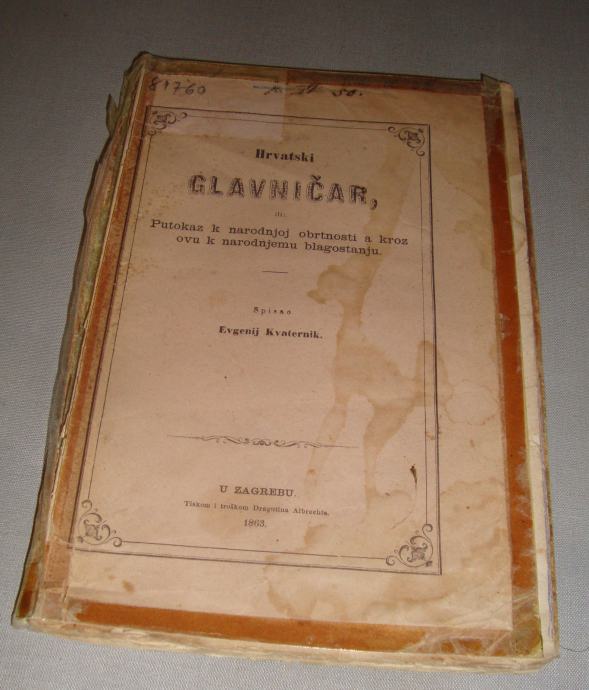 81760
50.
Hrvatski
GLAVNIČAR,
ili:
Putokaz k narodnjoj obrtnosti a kroz
ovu k narodnjemu blagostanju.
Spisao
Evgenij Kvaternik.
U ZAGREBU.
Tiskom i troškom Dragutina Albrechta.
1863.